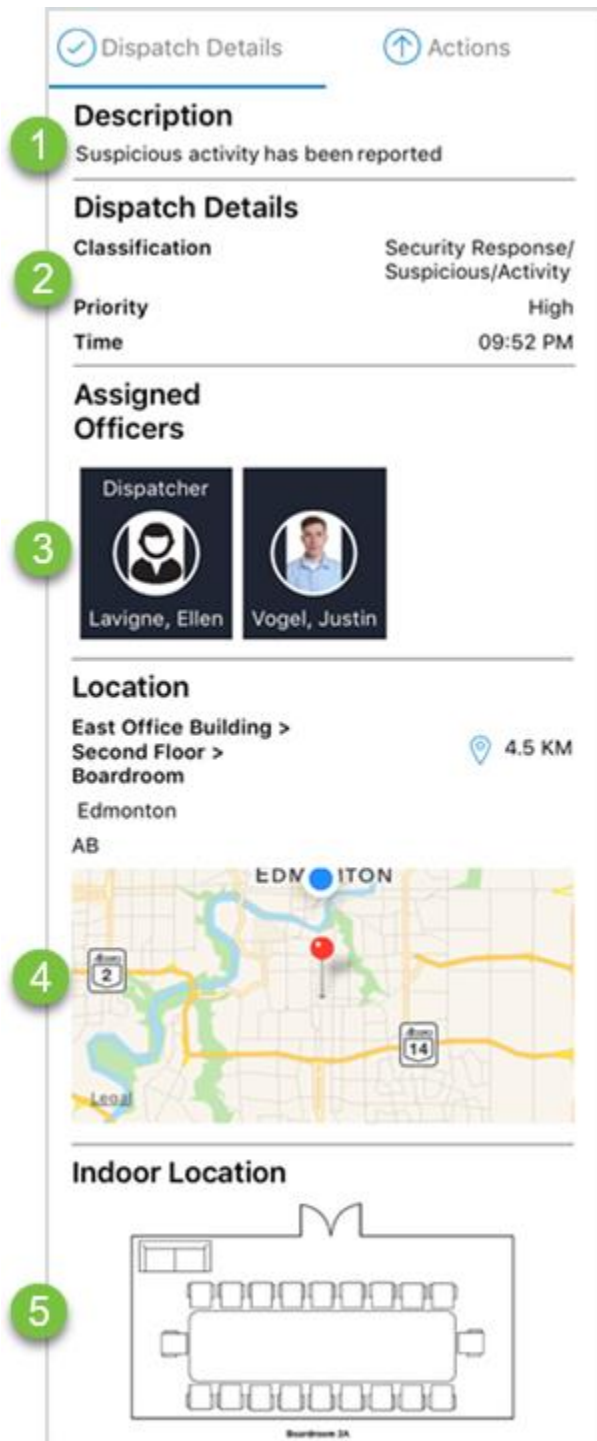 Dispatch Details
Actions
Description
1
Suspicious activity has been reported
Dispatch Details
Classification
Security Response/
Suspicious/Activity
2
Priority
High
Time
09:52 PM
Assigned
Officers
Dispatcher
3
Lavigne, Ellen
Vogel, Justin
Location
East Office Building >
Second Floor >
Boardroom
4.5 KM
Edmonton
AB
EDM ITON
4
2
14
Legal
Indoor Location
5
Boardroom 2A